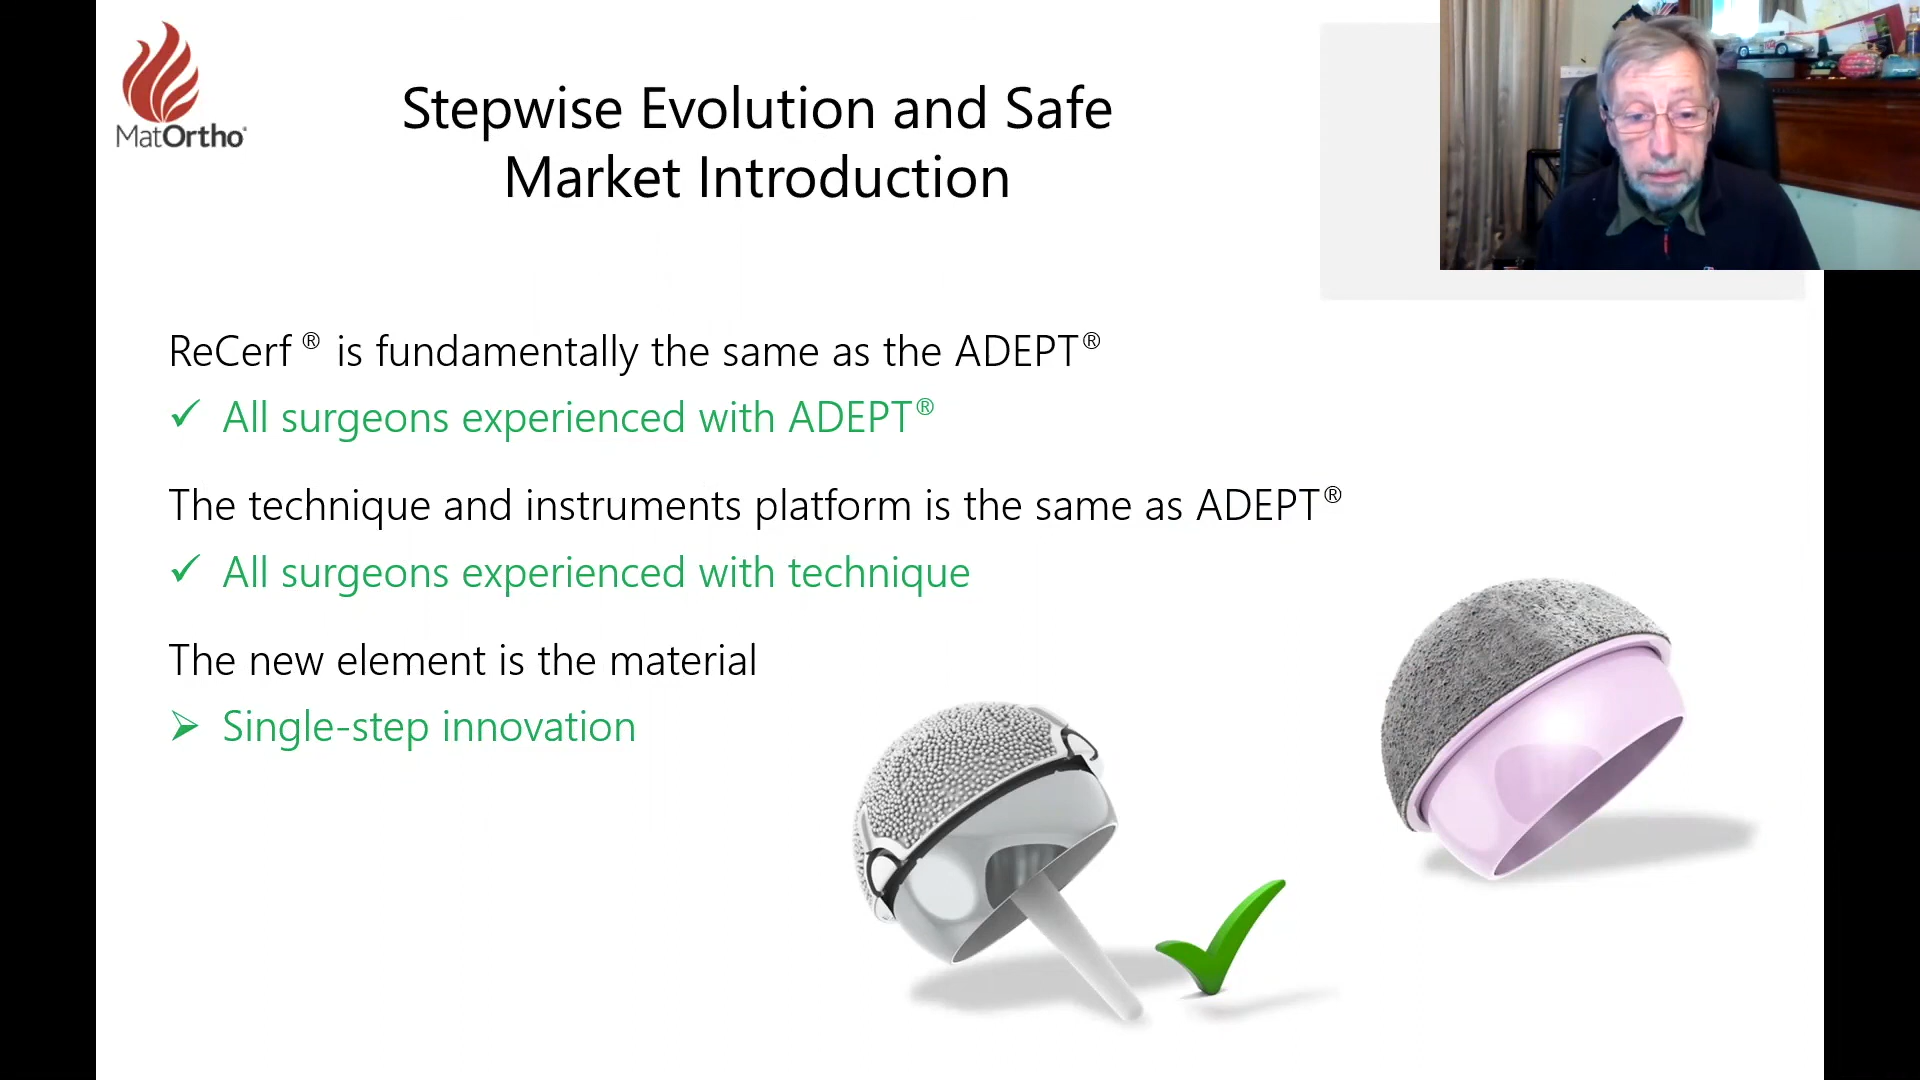 MatOrtho®
Stepwise Evolution and Safe
Market Introduction
ReCerf ® is fundamentally the same as the ADEPT®
✓ All surgeons experienced with ADEPT®
The technique and instruments platform is the same as ADEPT®
✓ All surgeons experienced with technique
The new element is the material
➢ Single-step innovation